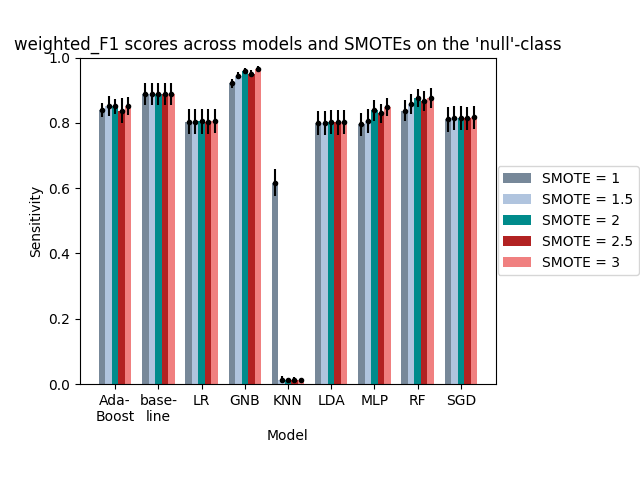 weighted_F1 scores across models and SMOTEs on the 'null'-class
1.0
0.8
0.6
0.4
0.2
0.0
Sensitivity
Ada-
Boost
base-
line
LR
GNB
KNN
LDA
MLP
RF
SGD
Model
SMOTE = 1
SMOTE = 1.5
SMOTE = 2
SMOTE = 2.5
SMOTE = 3